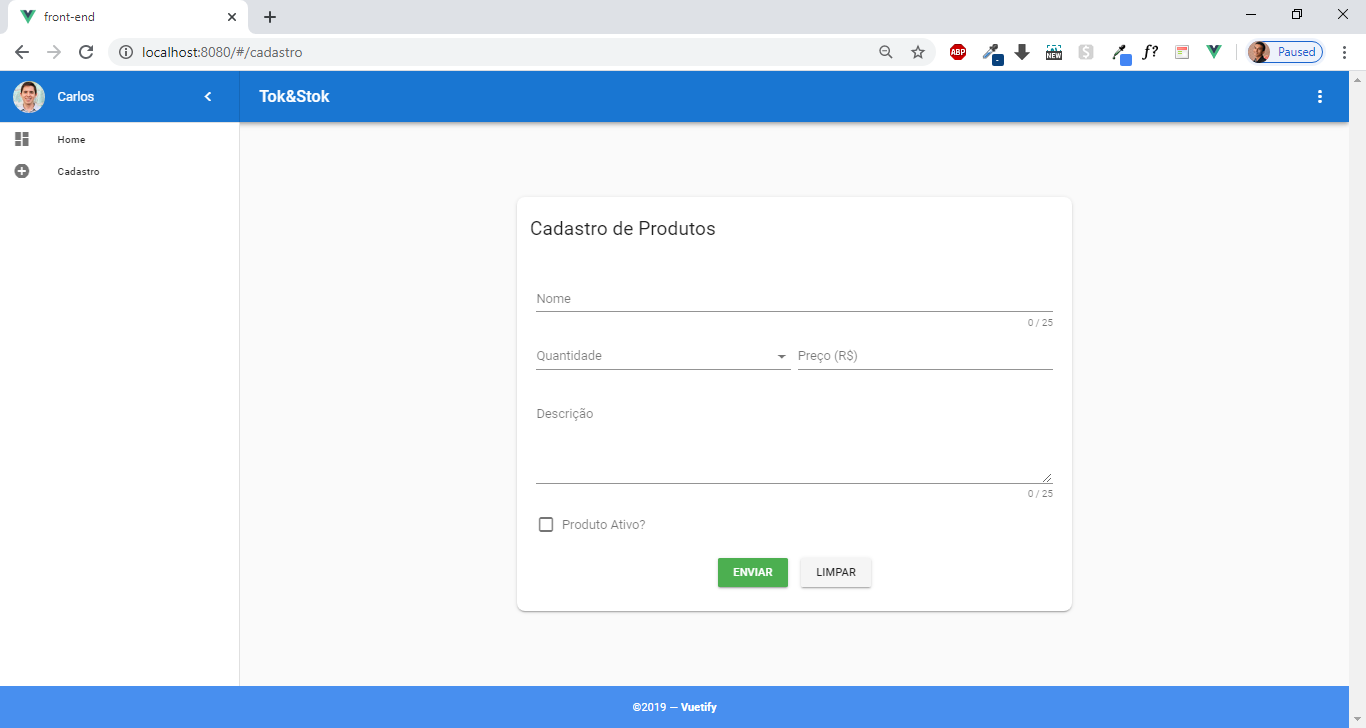 front-end
localhost:8080/#/cadastro
ABP
NEW
S
f?
Paused
Carlos
Tok&Stok
Home
Cadastro
Cadastro de Produtos
Nome
0 / 25
Quantidade
Preço (R$)
Descrição
0 / 25
Produto Ativo?
ENVIAR
LIMPAR
©2019 — Vuetify